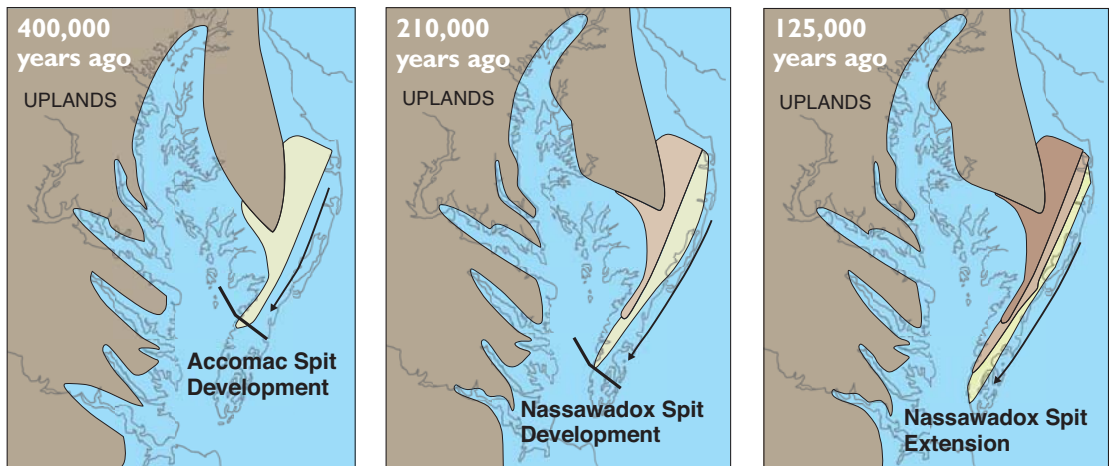 400,000
years ago
UPLANDS
Accomac Spit
Development
210,000
years ago
UPLANDS
Nassawadox Spit
Development
125,000
years ago
UPLANDS
Nassawadox Spit
Extension